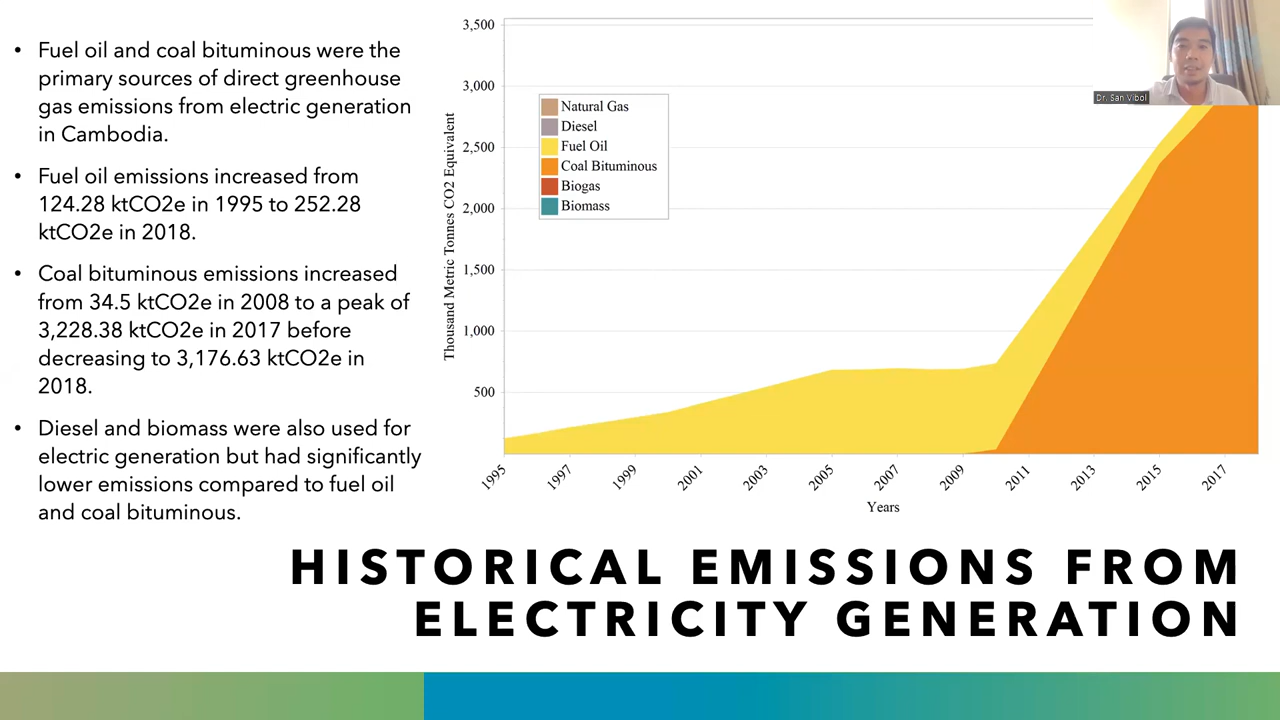 • Fuel oil and coal bituminous were the
primary sources of direct greenhouse
gas emissions from electric generation
in Cambodia.
• Fuel oil emissions increased from
124.28 ktCO2e in 1995 to 252.28
ktCO2e in 2018.
• Coal bituminous emissions increased
from 34.5 ktCO2e in 2008 to a peak of
3,228.38 ktCO2e in 2017 before
decreasing to 3,176.63 ktCO2e in
2018.
• Diesel and biomass were also used for
electric generation but had significantly
lower emissions compared to fuel oil
and coal bituminous.
Thousand Metric Tonnes CO2 Equivalent
3,500
3,000
2,500
2,000
1,500
1,000
500
Natural Gas
Diesel
Fuel Oil
Coal Bituminous
Biogas
Biomass
1995
1997
1999
2001
2003
2005
2007
2009
2011
2013
2015
2017
Years
Dr. San Vibol
HISTORICAL EMISSIONS FROM
ELECTRICITY GENERATION